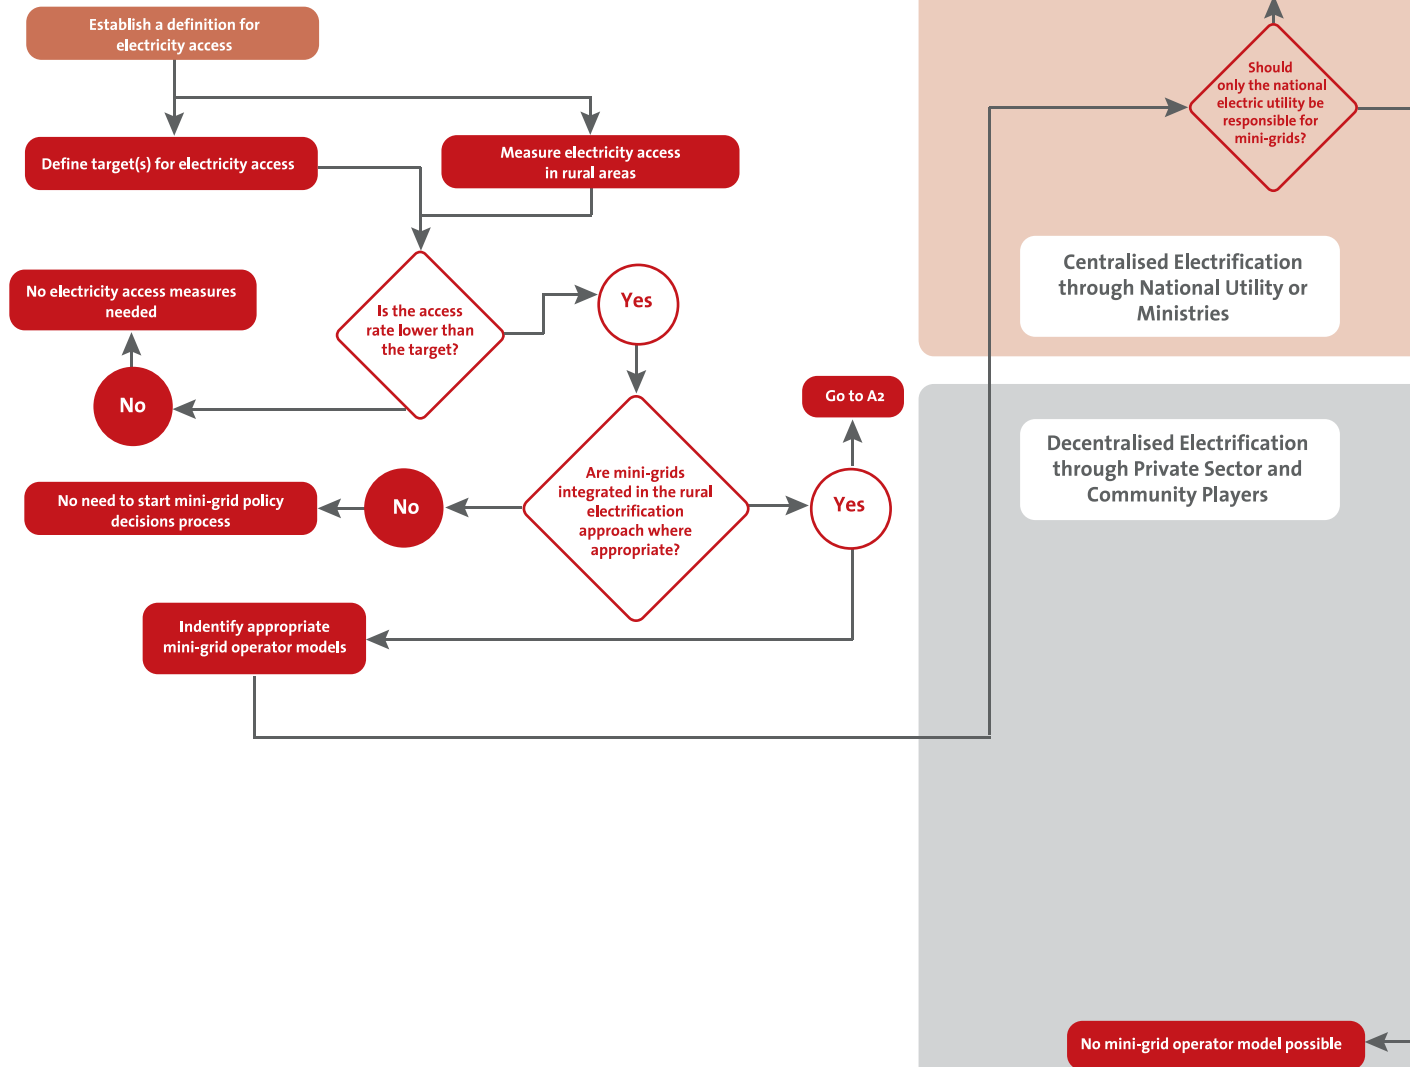 Establish a definition for
electricity access
Define target(s) for electricity access
Measure electricity access
in rural areas
No electricity access measures
needed
Is the access
rate lower than
the target?
Yes
No
Go to A2
Are mini-grids
integrated in the rural
electrification
approach where
appropriate?
Yes
No
No need to start mini-grid policy
decisions process
Indentify appropriate
mini-grid operator models
Should
only the national
electric utility be
responsible for
mini-grids?
Centralised Electrification
through National Utility or
Ministries
Decentralised Electrification
through Private Sector and
Community Players
No mini-grid operator model possible